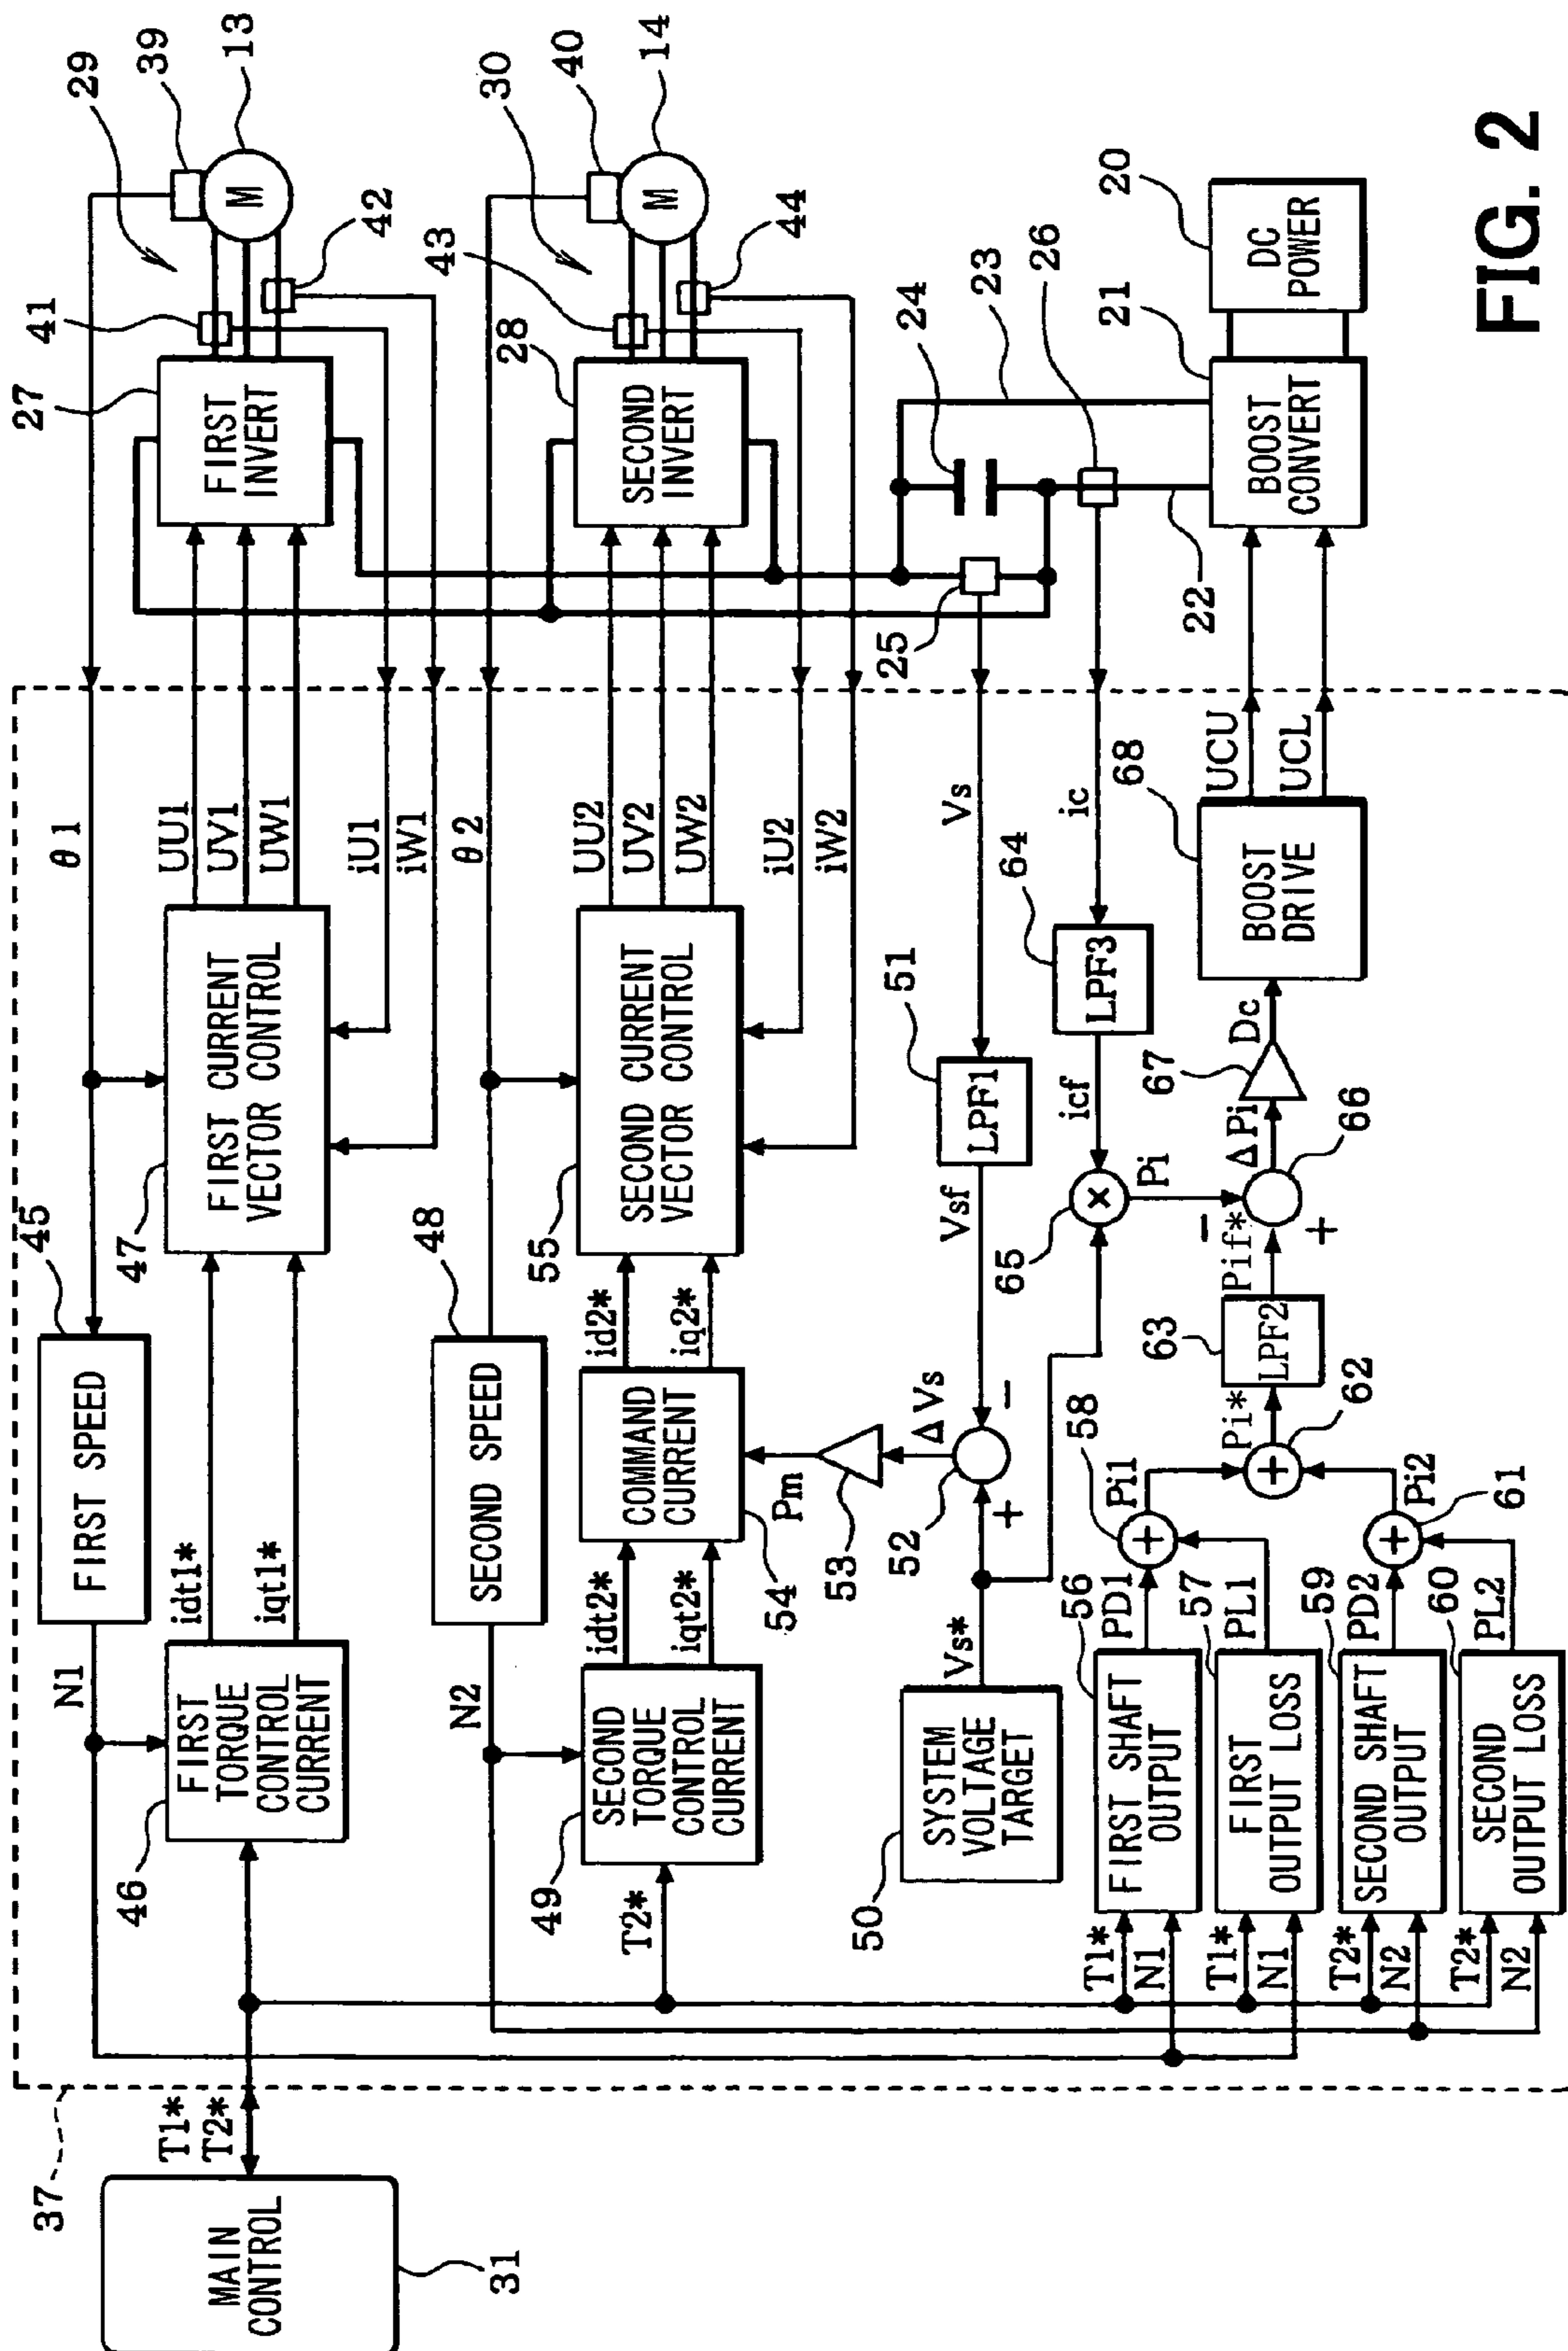 37
MAIN
CONTROL
31
T1*
T2*
N1
45
FIRST SPEED
θ1
46
FIRST
TORQUE
CONTROL
CURRENT
idt1*
iqt1*
47
FIRST CURRENT
VECTOR CONTROL
UU1
UV1
UW1
iU1
iW1
27
FIRST
INVERT
41
42
29
39
13
M
N2
48
SECOND SPEED
θ2
49
T2*
SECOND
TORQUE
CONTROL
CURRENT
idt2*
iqt2*
COMMAND
CURRENT
54
id2*
iq2*
55
SECOND CURRENT
VECTOR CONTROL
UU2
UV2
UW2
iU2
iW2
28
SECOND
INVERT
43
44
30
40
14
M
Pm
53
ΔVs
50
SYSTEM
VOLTAGE
TARGET
Vs*
52
+
−
Vsf
51
LPF1
Vs
25
24
23
26
22
65
×
icf
64
LPF3
ic
Pi
T1*
N1
56
FIRST SHAFT
OUTPUT
PD1
58
+
Pi1
T1*
N1
57
FIRST
OUTPUT LOSS
PL1
T2*
N2
59
SECOND SHAFT
OUTPUT
PD2
+
61
Pi2
T2*
N2
60
SECOND
OUTPUT LOSS
PL2
+
62
Pi*
63
LPF2
Pif*
−
+
66
ΔPi
67
Dc
68
BOOST
DRIVE
UCU
UCL
21
BOOST
CONVERT
20
DC
POWER
FIG. 2